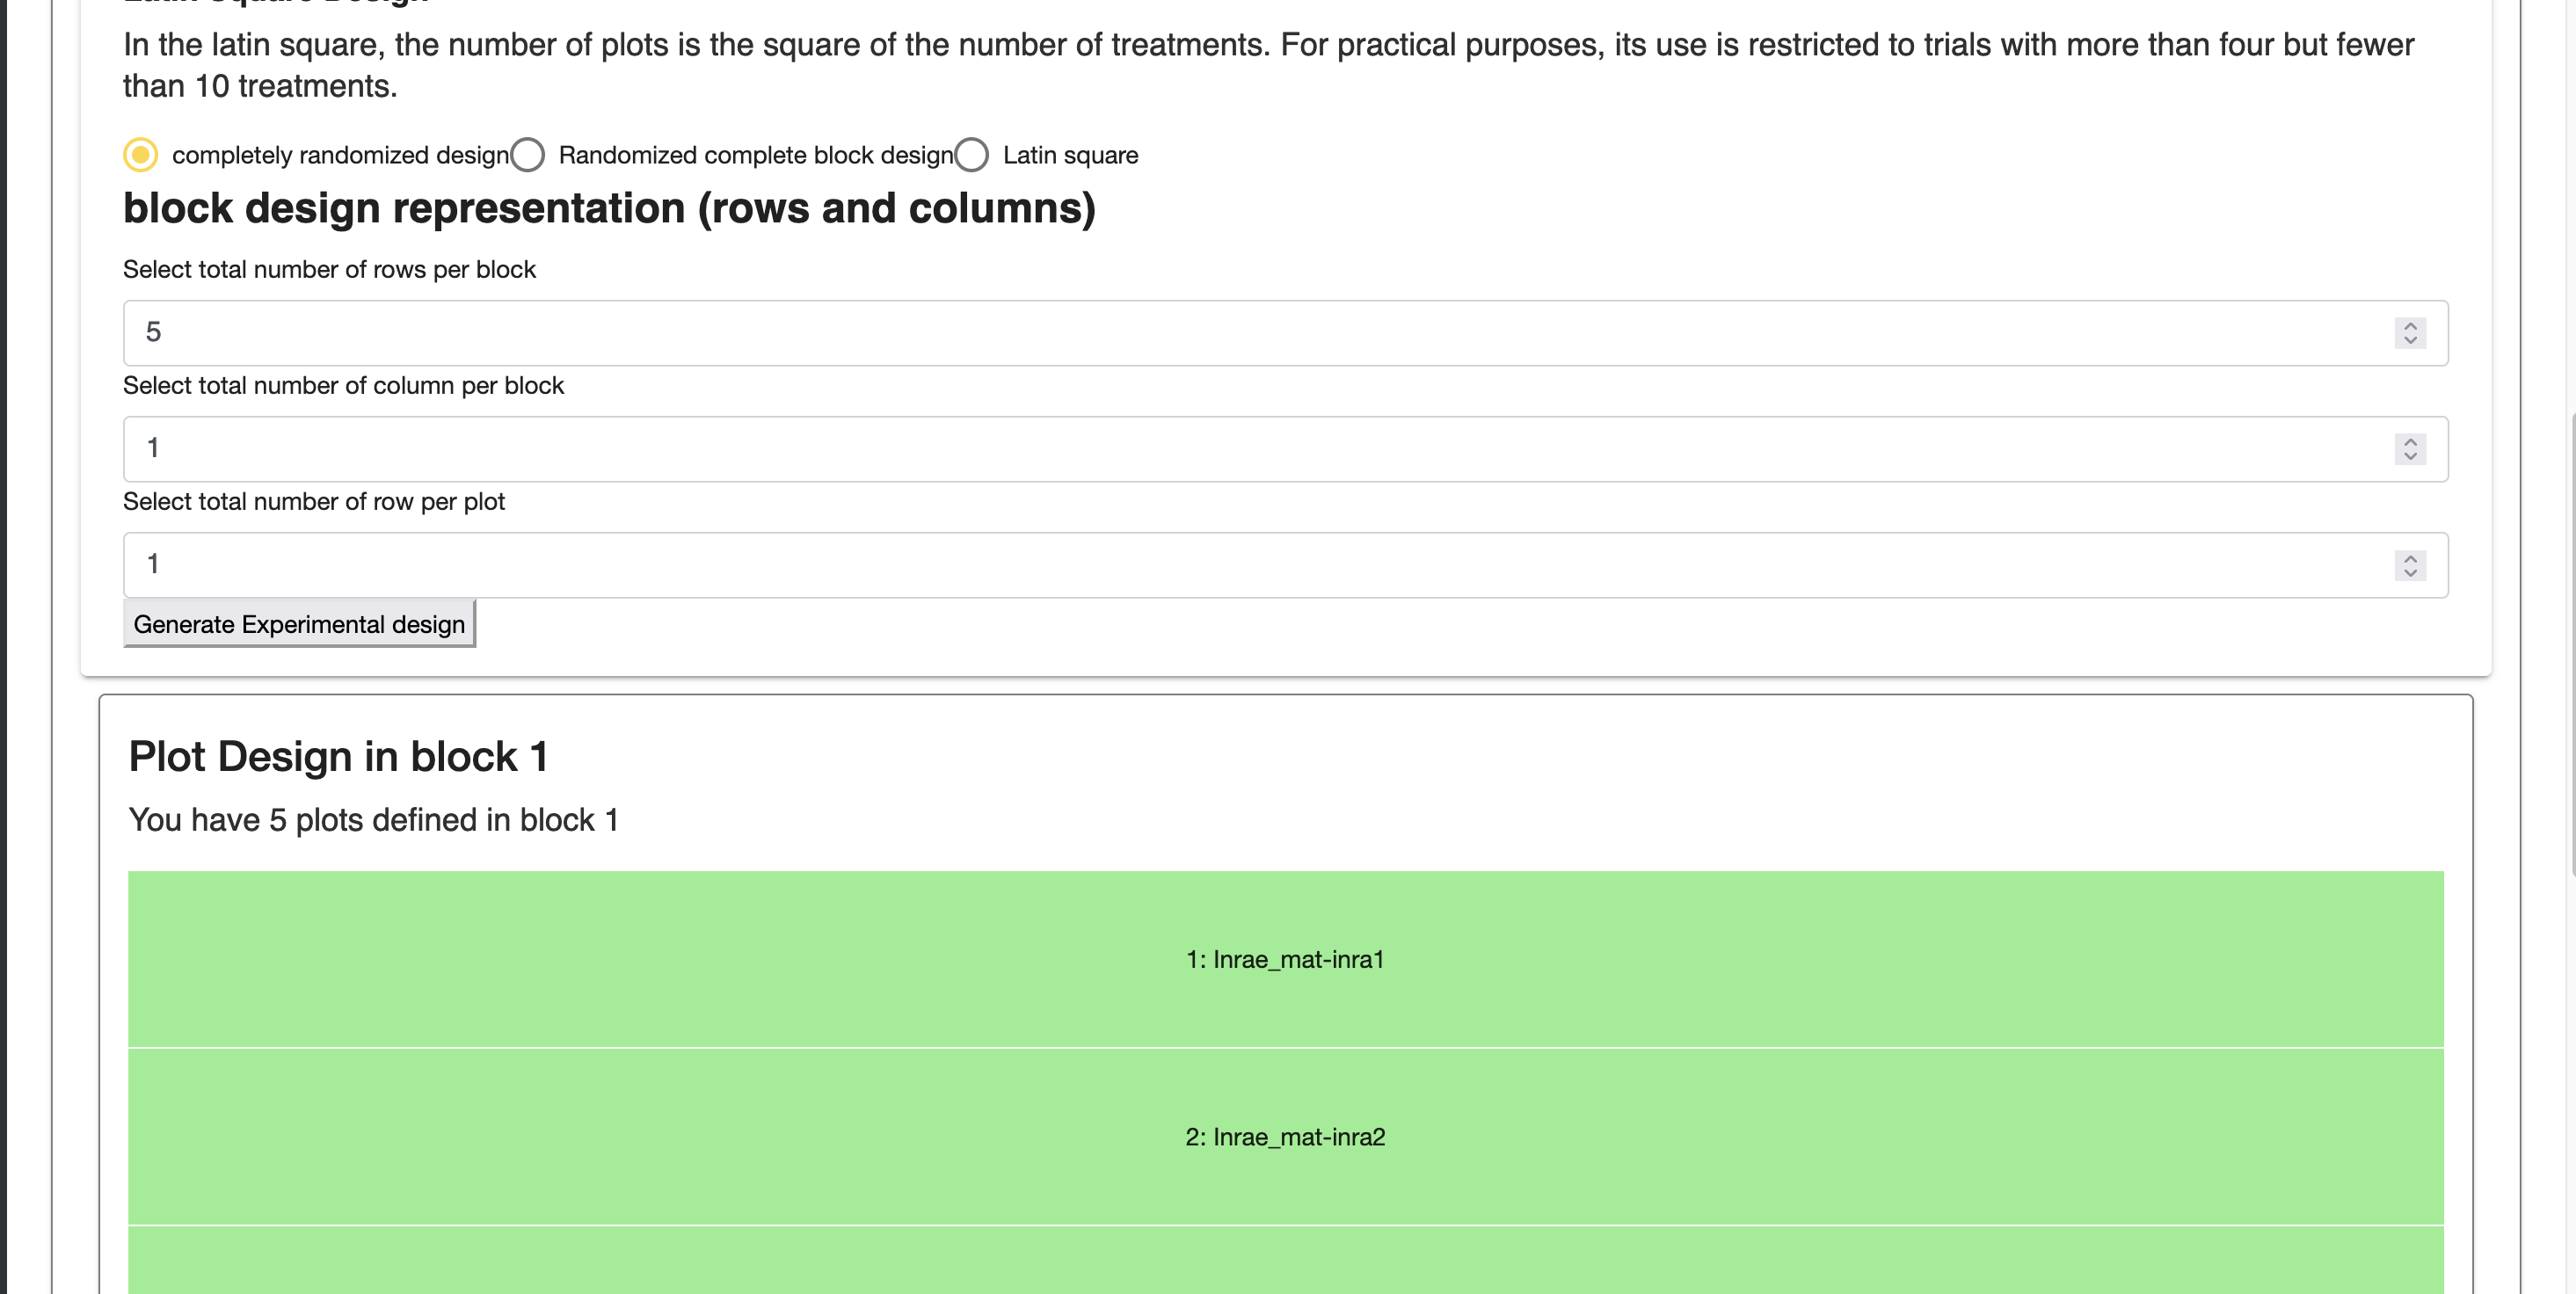 In the latin square, the number of plots is the square of the number of treatments. For practical purposes, its use is restricted to trials with more than four but fewer
than 10 treatments.
completely randomized design Randomized complete block design Latin square
block design representation (rows and columns)
Select total number of rows per block
5
Select total number of column per block
1
Select total number of row per plot
1
Generate Experimental design
Plot Design in block 1
You have 5 plots defined in block 1
1: Inrae_mat-inra1
2: Inrae_mat-inra2